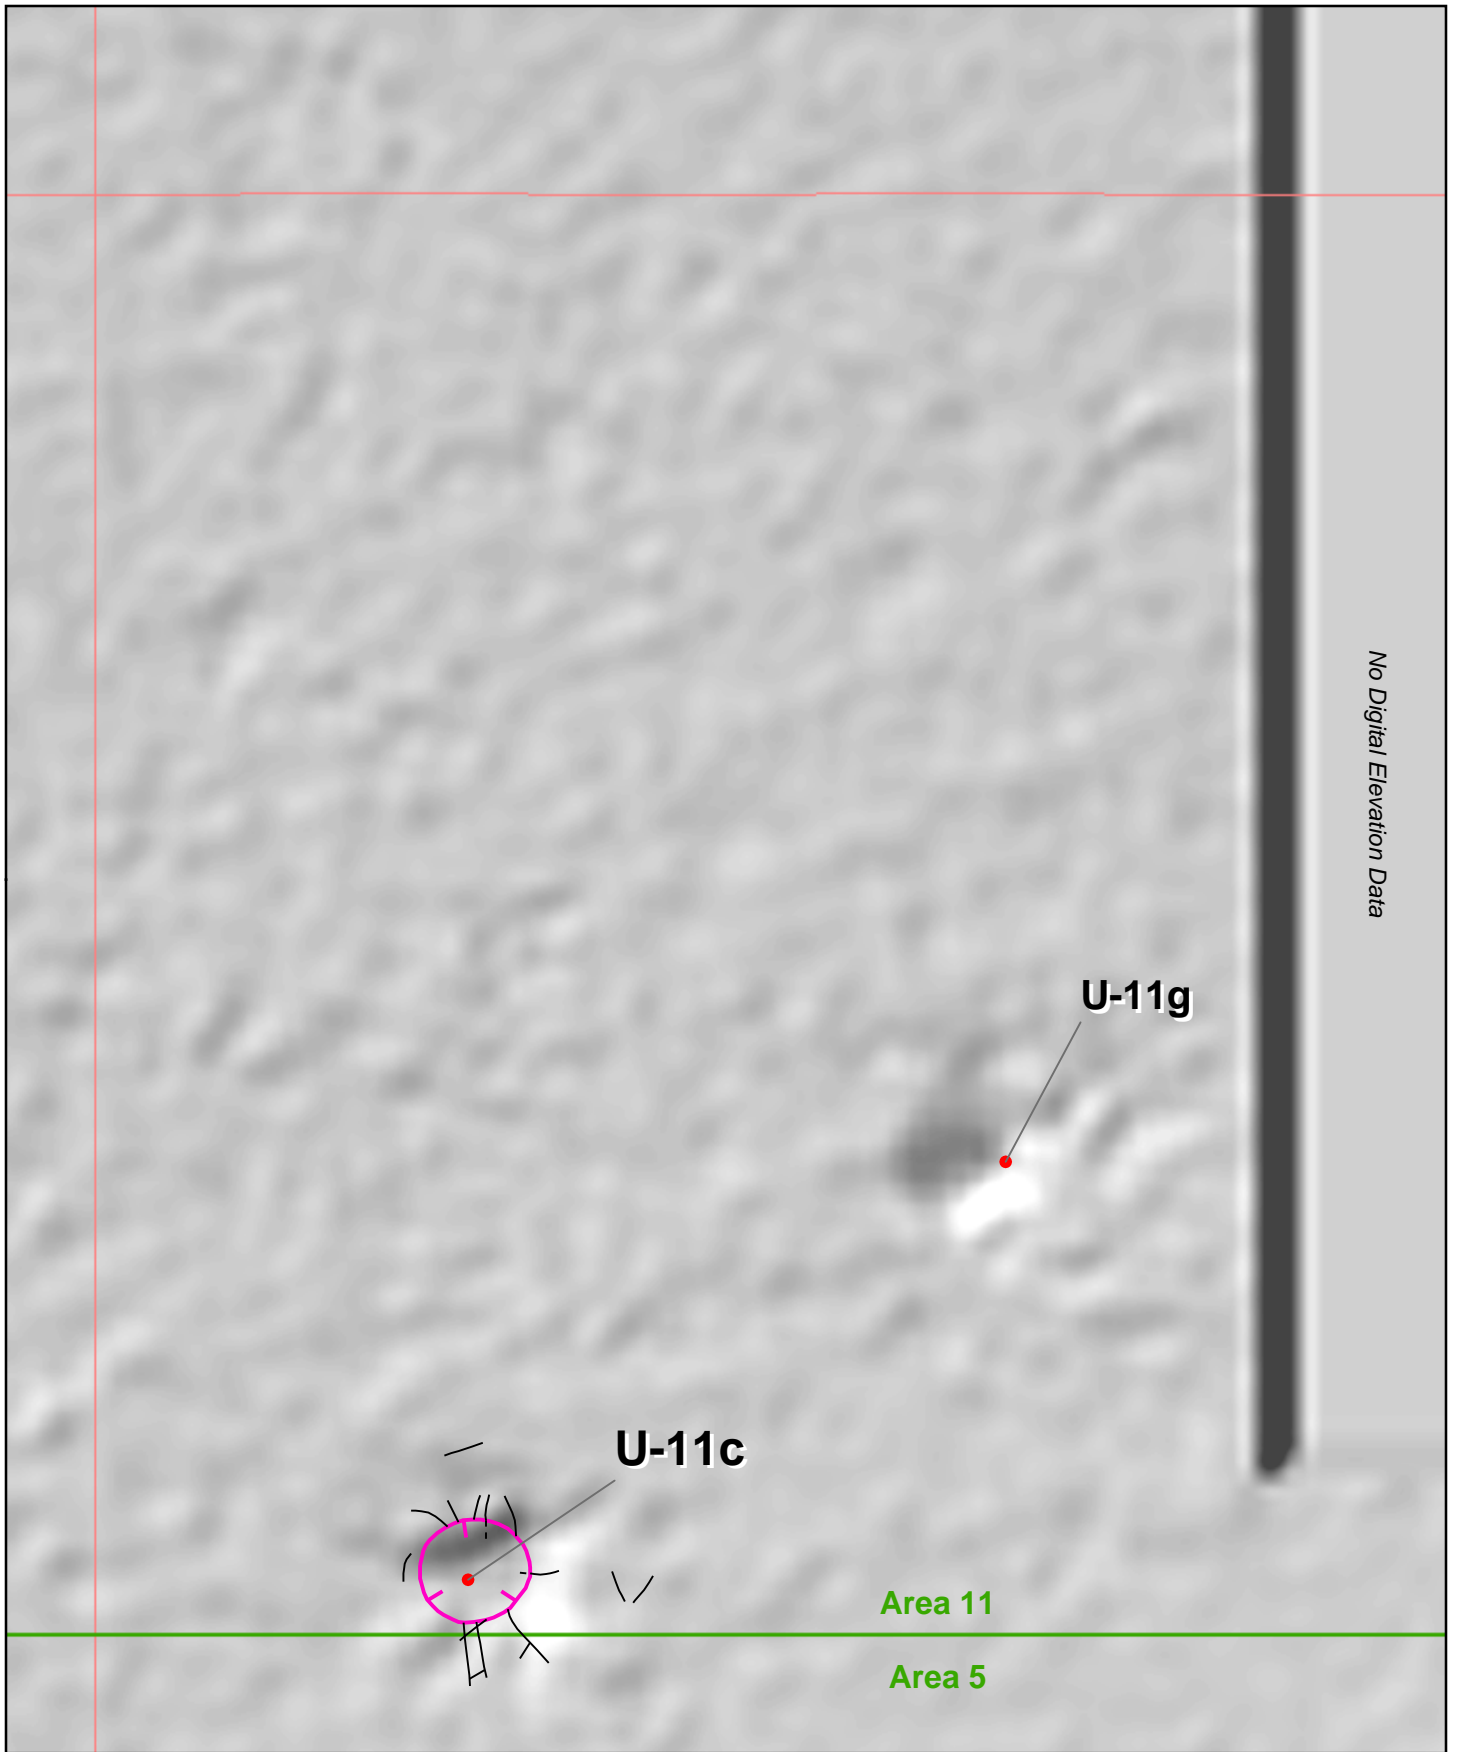 No Digital Elevation Data
U-11g
U-11c
Area 11
Area 5